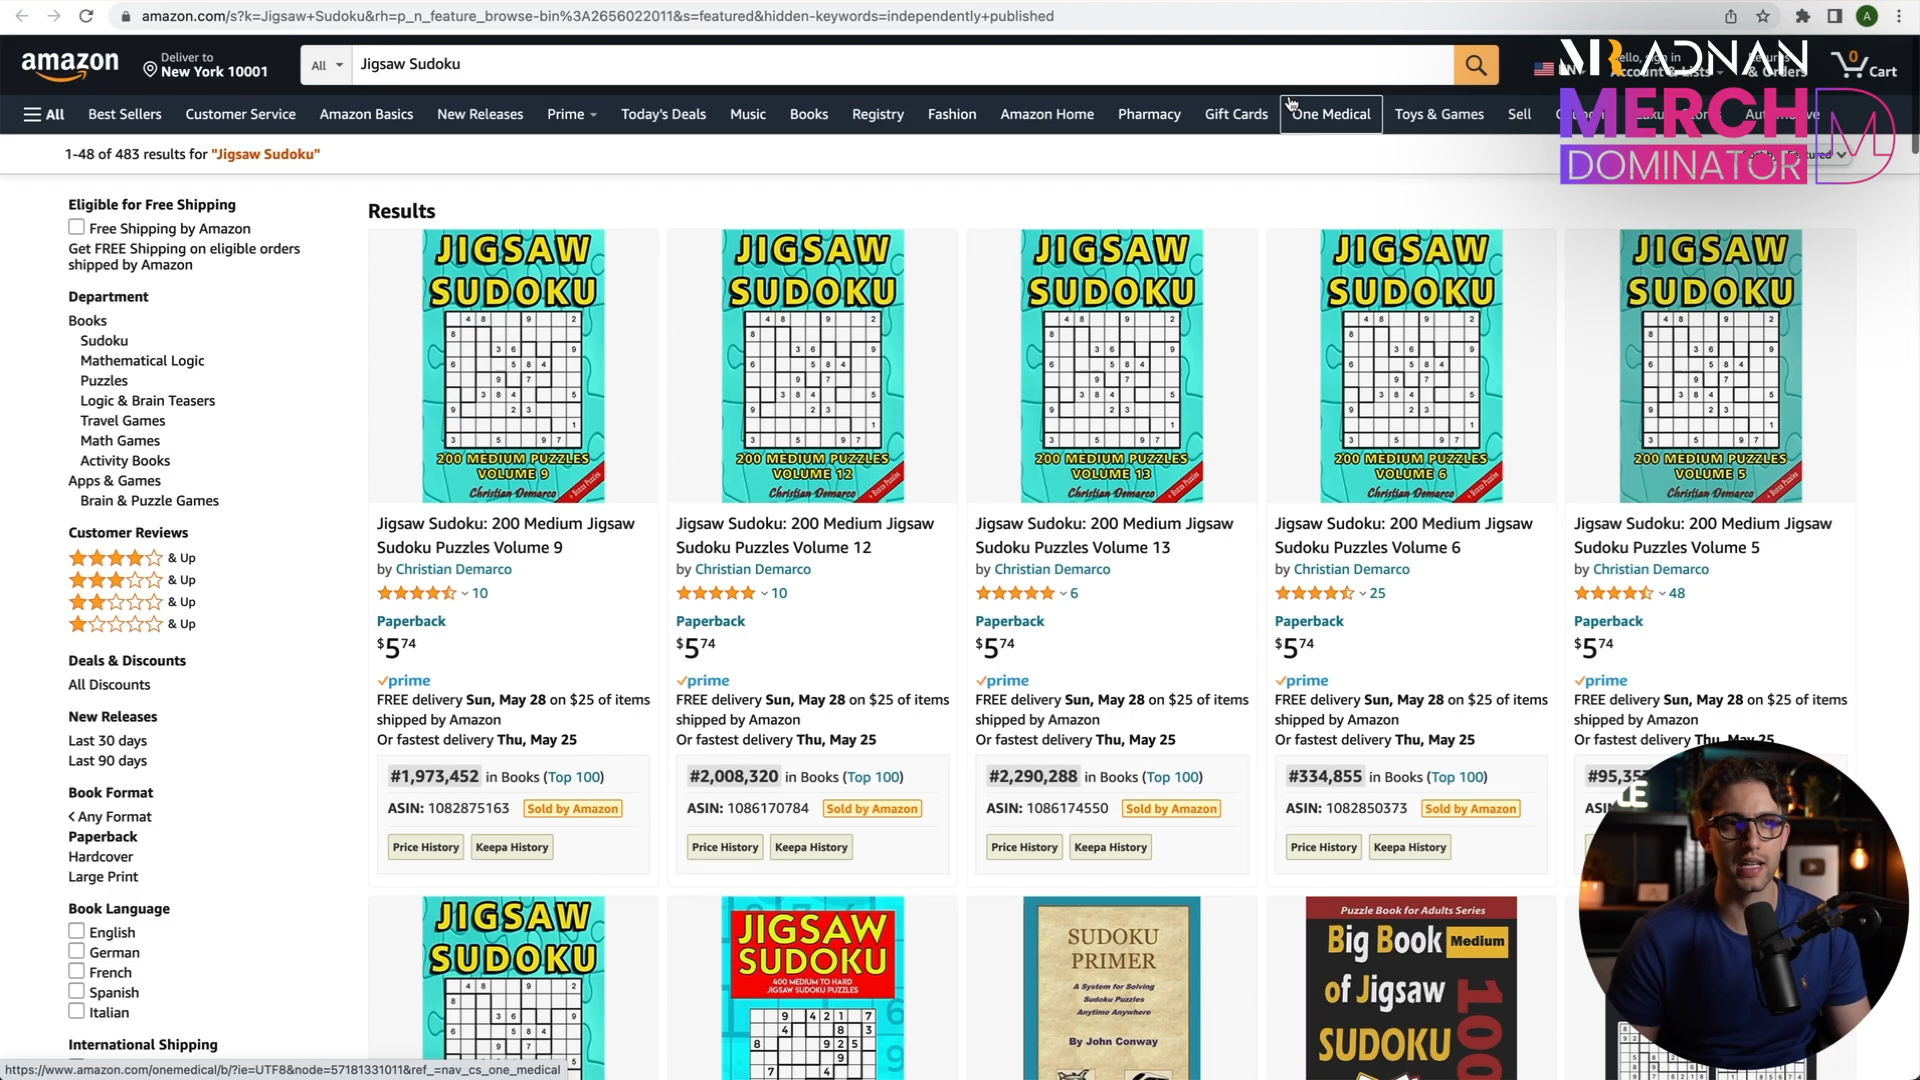 amazon.com/s?k=Jigsaw+Sudoku&rh=p_n_feature_browse-bin%3A2656022011&s=featured&hidden-keywords=independently+published
A
amazon
Deliver to
New York 10001
All
Jigsaw Sudoku
MR ADNAN
0
Cart
All
Best Sellers
Customer Service
Amazon Basics
New Releases
Prime
Today's Deals
Music
Books
Registry
Fashion
Amazon Home
Pharmacy
Gift Cards
One Medical
Toys & Games
Sell
MERCH
DOMINATOR
1-48 of 483 results for "Jigsaw Sudoku"
Eligible for Free Shipping
Free Shipping by Amazon
Get FREE Shipping on eligible orders
shipped by Amazon
Department
Books
Sudoku
Mathematical Logic
Puzzles
Logic & Brain Teasers
Travel Games
Math Games
Activity Books
Apps & Games
Brain & Puzzle Games
Customer Reviews
& Up
& Up
& Up
& Up
Deals & Discounts
All Discounts
New Releases
Last 30 days
Last 90 days
Book Format
Any Format
Paperback
Hardcover
Large Print
Book Language
English
German
French
Spanish
Italian
International Shipping
Results
JIGSAW
SUDOKU
200 MEDIUM PUZZLES
VOLUME 9
Christian Demarco
+ Bonus Puzzles
Jigsaw Sudoku: 200 Medium Jigsaw
Sudoku Puzzles Volume 9
by Christian Demarco
10
Paperback
$5 74
prime
FREE delivery Sun, May 28 on $25 of items
shipped by Amazon
Or fastest delivery Thu, May 25
#1,973,452 in Books (Top 100)
ASIN: 1082875163 Sold by Amazon
Price History Keepa History
JIGSAW
SUDOKU
200 MEDIUM PUZZLES
VOLUME 12
Christian Demarco
+ Bonus Puzzles
Jigsaw Sudoku: 200 Medium Jigsaw
Sudoku Puzzles Volume 12
by Christian Demarco
10
Paperback
$5 74
prime
FREE delivery Sun, May 28 on $25 of items
shipped by Amazon
Or fastest delivery Thu, May 25
#2,008,320 in Books (Top 100)
ASIN: 1086170784 Sold by Amazon
Price History Keepa History
JIGSAW
SUDOKU
200 MEDIUM PUZZLES
VOLUME 13
Christian Demarco
+ Bonus Puzzles
Jigsaw Sudoku: 200 Medium Jigsaw
Sudoku Puzzles Volume 13
by Christian Demarco
6
Paperback
$5 74
prime
FREE delivery Sun, May 28 on $25 of items
shipped by Amazon
Or fastest delivery Thu, May 25
#2,290,288 in Books (Top 100)
ASIN: 1086174550 Sold by Amazon
Price History Keepa History
JIGSAW
SUDOKU
200 MEDIUM PUZZLES
VOLUME 6
Christian Demarco
+ Bonus Puzzles
Jigsaw Sudoku: 200 Medium Jigsaw
Sudoku Puzzles Volume 6
by Christian Demarco
25
Paperback
$5 74
prime
FREE delivery Sun, May 28 on $25 of items
shipped by Amazon
Or fastest delivery Thu, May 25
#334,855 in Books (Top 100)
ASIN: 1082850373 Sold by Amazon
Price History Keepa History
JIGSAW
SUDOKU
200 MEDIUM PUZZLES
VOLUME 5
Christian Demarco
+ Bonus Puzzles
Jigsaw Sudoku: 200 Medium Jigsaw
Sudoku Puzzles Volume 5
by Christian Demarco
48
Paperback
$5 74
prime
FREE delivery Sun, May 28 on $25 of items
shipped by Amazon
Or fastest delivery Thu, May 25
JIGSAW
SUDOKU
JIGSAW
SUDOKU
400 MEDIUM TO HARD
JIGSAW SUDOKU PUZZLES
SUDOKU
PRIMER
A System for Solving
Sudoku Puzzles
Anytime Anywhere
By John Conway
Puzzle Book for Adults Series
Big Book Medium
of Jigsaw
SUDOKU
100
https://www.amazon.com/onemedical/b/?ie=UTF8&node=57181331011&ref_=nav_cs_one_medical